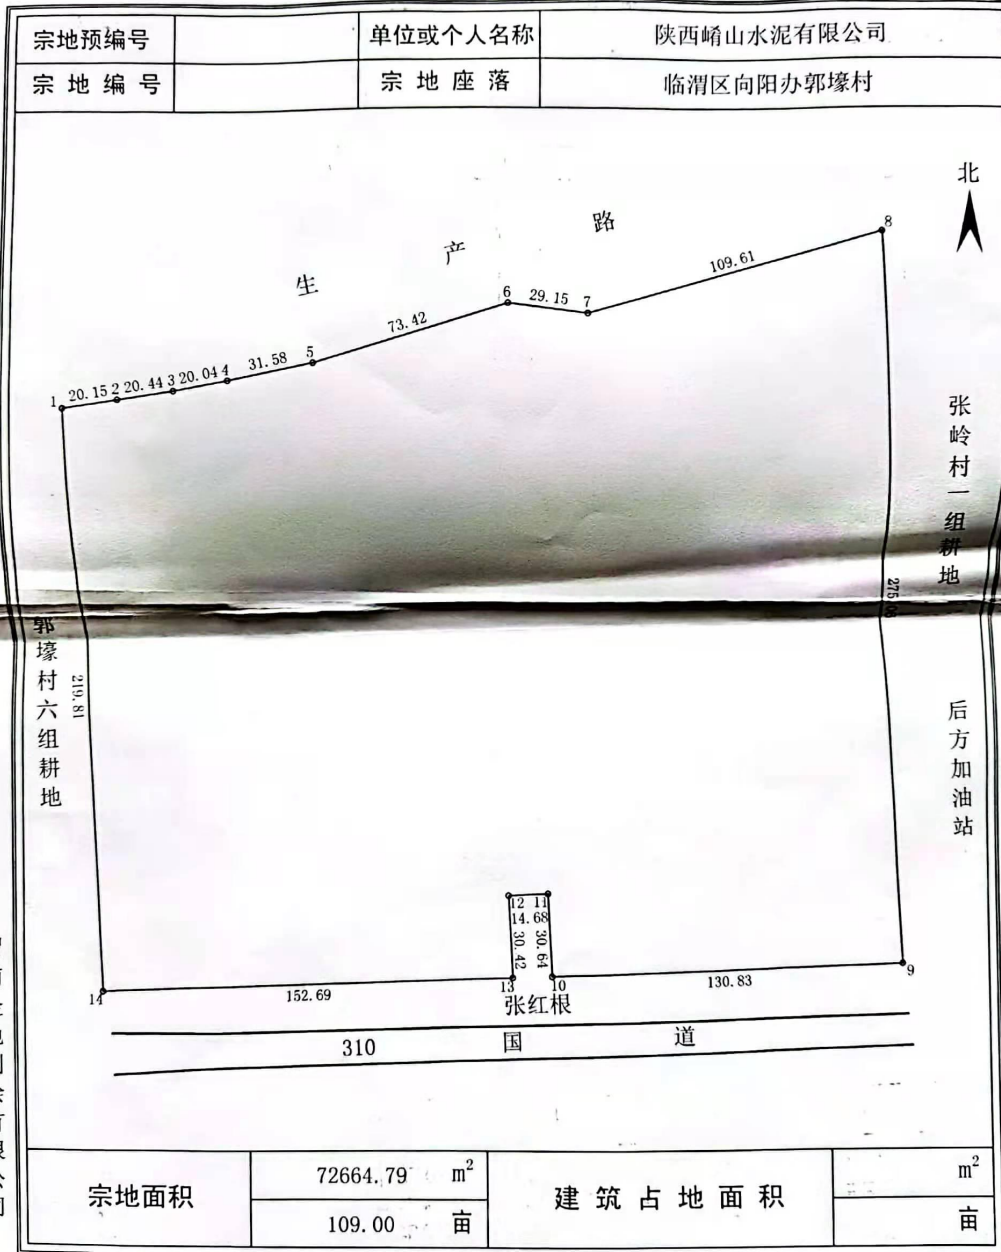 宗地预编号 单位或个人名称 陕西崤山水泥有限公司
宗地编号 宗地座落 临渭区向阳办郭壕村
北
生产路
8
109.61
6 29.15 7
73.42
5
31.58
1 20.15 2 20.44 3 20.04 4
张岭村一组耕地
275.08
郭壕村六组耕地
219.81
后方加油站
12 11
14.68
30.42 30.64
14 152.69 13 10 130.83 9
张红根
310 国道
宗地面积 72664.79 m² 建筑占地面积 m²
109.00 亩 亩